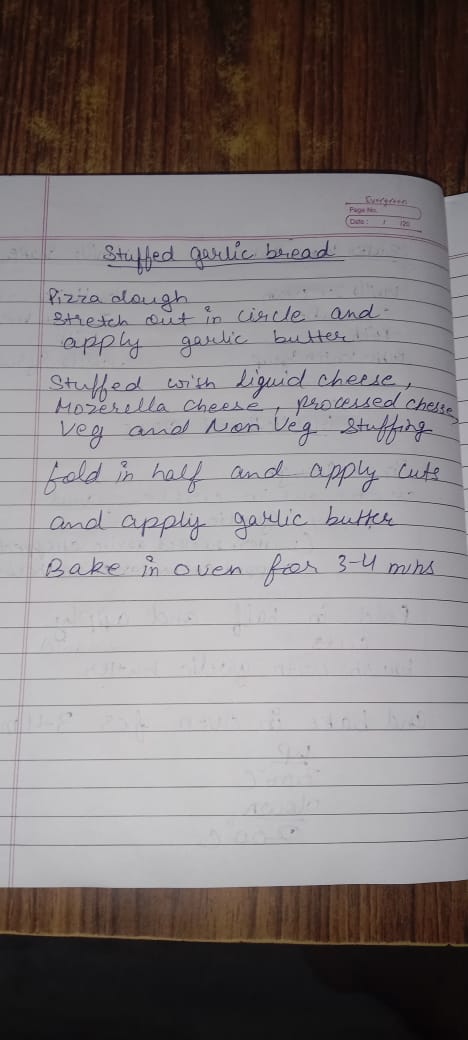 Evergreen
Page No.
Date : / /20
Stuffed garlic bread
Pizza dough
Stretch out in circle and
apply garlic butter
Stuffed with liquid cheese,
Mozerella cheese, processed chesse,
Veg and Non Veg stuffing
fold in half and apply cuts
and apply garlic butter
Bake in oven for 3-4 mins